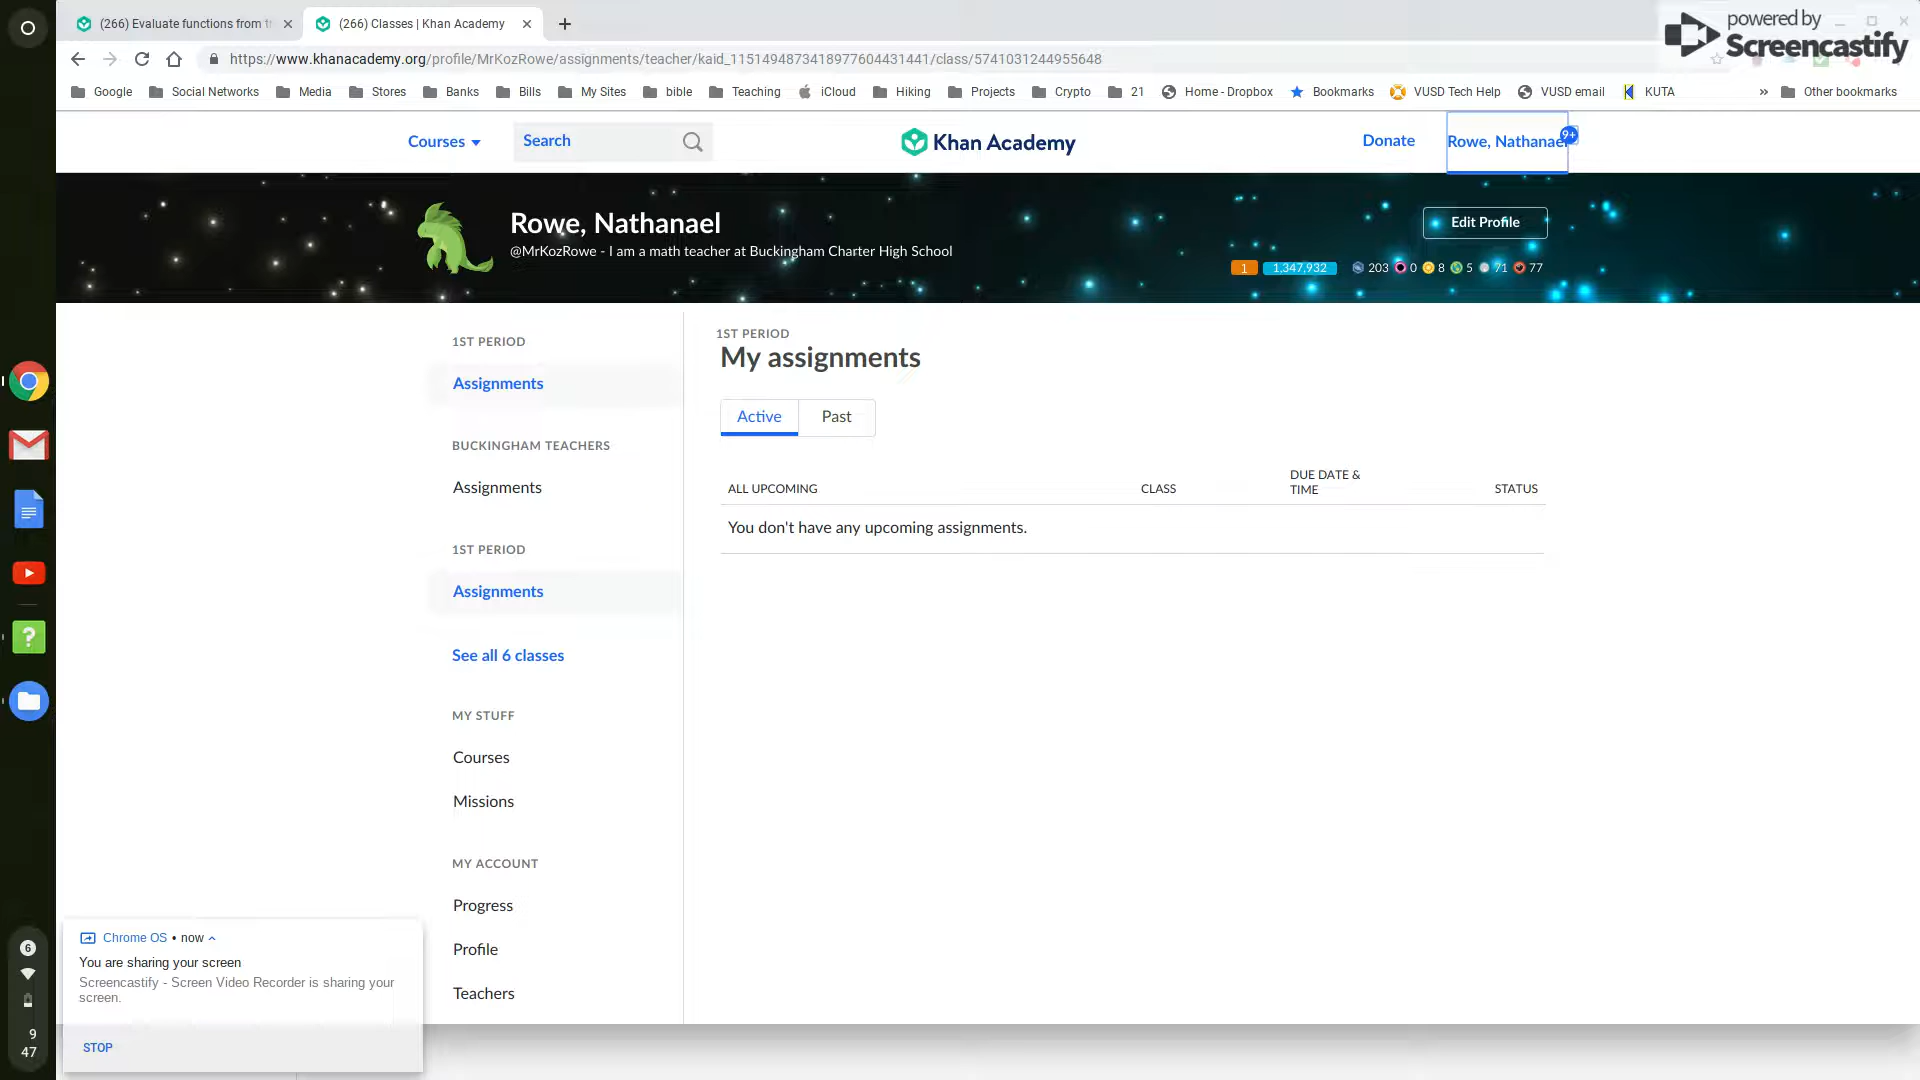 (266) Evaluate functions from t
(266) Classes | Khan Academy
powered by
Screencastify
https://www.khanacademy.org/profile/MrKozRowe/assignments/teacher/kaid_1151494873418977604431441/class/5741031244955648
Google Social Networks Media Stores Banks Bills My Sites bible Teaching iCloud Hiking Projects Crypto 21 Home - Dropbox Bookmarks VUSD Tech Help VUSD email KUTA » Other bookmarks
Courses Search Khan Academy Donate Rowe, Nathanael 9+
Rowe, Nathanael
@MrKozRowe - I am a math teacher at Buckingham Charter High School
Edit Profile
1 1,347,932 203 0 8 5 71 77
1ST PERIOD
Assignments
BUCKINGHAM TEACHERS
Assignments
1ST PERIOD
Assignments
See all 6 classes
MY STUFF
Courses
Missions
MY ACCOUNT
Progress
Profile
Teachers
1ST PERIOD
My assignments
Active Past
ALL UPCOMING CLASS DUE DATE & TIME STATUS
You don't have any upcoming assignments.
Chrome OS • now
You are sharing your screen
Screencastify - Screen Video Recorder is sharing your
screen.
STOP
6
9
47